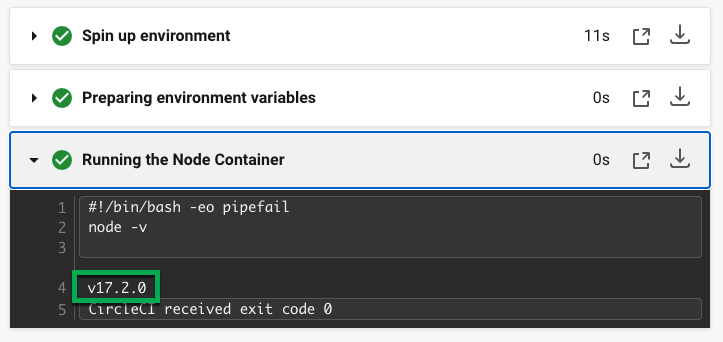 Spin up environment 11s
Preparing environment variables 0s
Running the Node Container 0s
1 #!/bin/bash -eo pipefail
2 node -v
3
4 v17.2.0
5 CircleCI received exit code 0